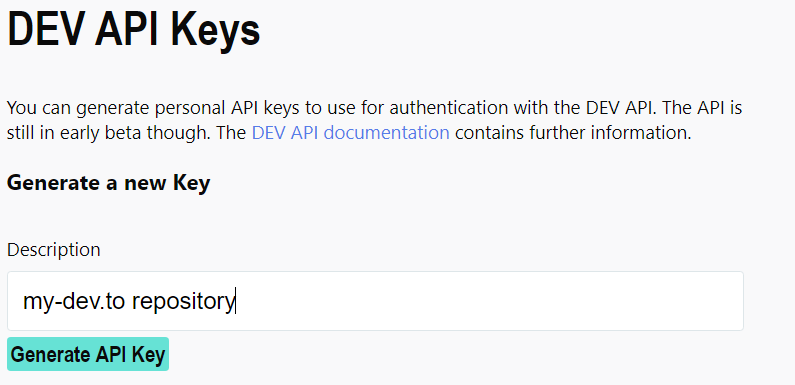 DEV API Keys
You can generate personal API keys to use for authentication with the DEV API. The API is
still in early beta though. The DEV API documentation contains further information.
Generate a new Key
Description
my-dev.to repository
Generate API Key